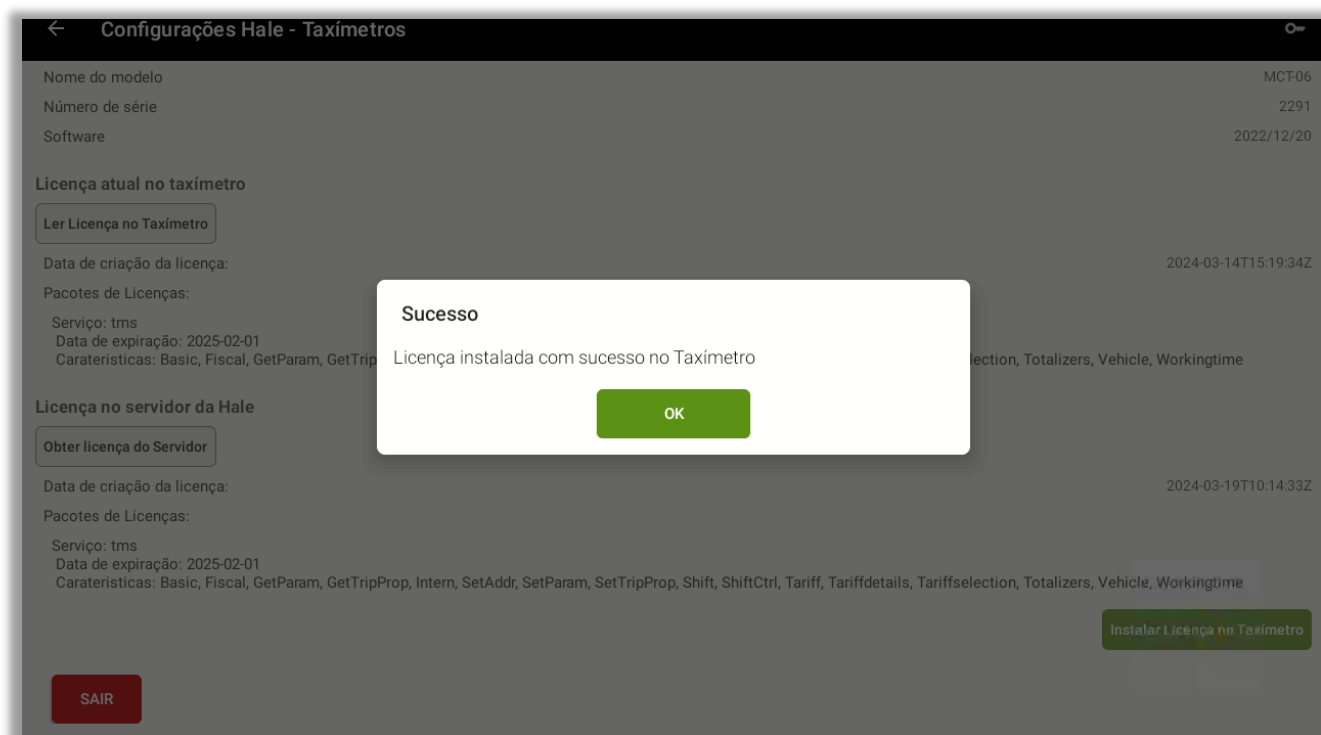 Configurações Hale - Taxímetros
Nome do modelo MCT-06
Número de série 2291
Software 2022/12/20
Licença atual no taxímetro
Ler Licença no Taxímetro
Data de criação da licença: 2024-03-14T15:19:34Z
Pacotes de Licenças:
Serviço: tms
Data de expiração: 2025-02-01
Carateristicas: Basic, Fiscal, GetParam, GetTrip ection, Totalizers, Vehicle, Workingtime
Sucesso
Licença instalada com sucesso no Taxímetro
OK
Licença no servidor da Hale
Obter licença do Servidor
Data de criação da licença: 2024-03-19T10:14:33Z
Pacotes de Licenças:
Serviço: tms
Data de expiração: 2025-02-01
Carateristicas: Basic, Fiscal, GetParam, GetTripProp, Intern, SetAddr, SetParam, SetTripProp, Shift, ShiftCtrl, Tariff, Tariffdetails, Tariffselection, Totalizers, Vehicle, Workingtime
Instalar Licença no Taxímetro
SAIR